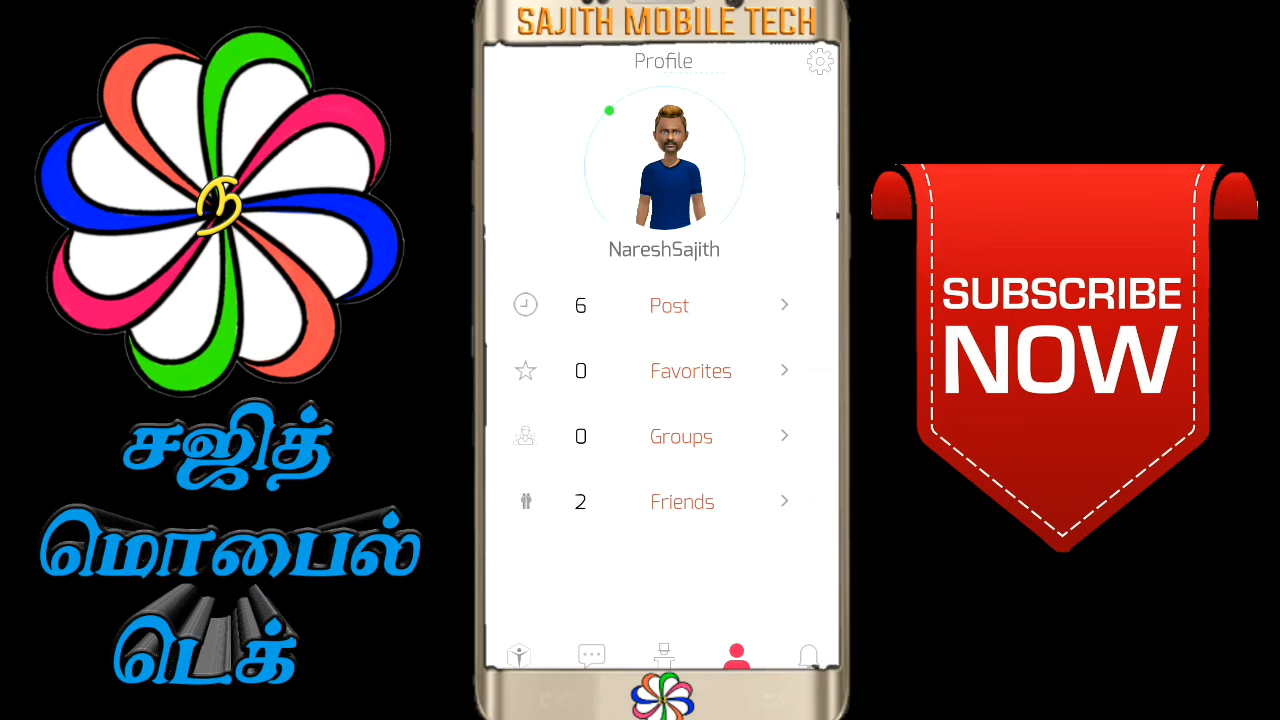 SAJITH MOBILE TECH
Profile
NareshSajith
6 Post
0 Favorites
0 Groups
2 Friends
த
சஜித்
மொபைல்
டெக்
SUBSCRIBE
NOW